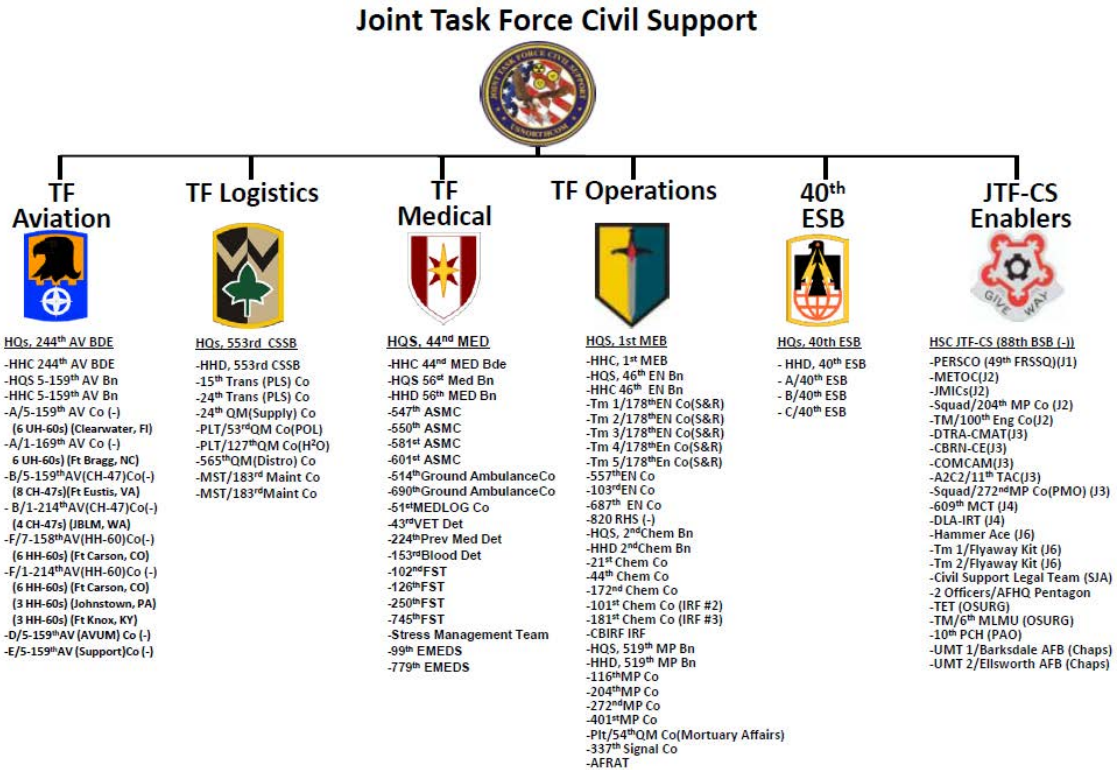 Joint Task Force Civil Support
JOINT TASK FORCE CIVIL SUPPORT
USNORTHCOM
TF
Aviation
HQs, 244th AV BDE
-HHC 244th AV BDE
-HQS 5-159th AV Bn
-HHC 5-159th AV Bn
-A/5-159th AV Co (-)
(6 UH-60s) (Clearwater, Fl)
-A/1-169th AV Co (-)
6 UH-60s) (Ft Bragg, NC)
-B/5-159thAV(CH-47)Co(-)
(8 CH-47s)(Ft Eustis, VA)
- B/1-214thAV(CH-47)Co(-)
(4 CH-47s) (JBLM, WA)
-F/7-158thAV(HH-60)Co(-)
(6 HH-60s) (Ft Carson, CO)
-F/1-214thAV(HH-60)Co (-)
(6 HH-60s) (Ft Carson, CO)
(3 HH-60s) (Johnstown, PA)
(3 HH-60s) (Ft Knox, KY)
-D/5-159thAV (AVUM) Co (-)
-E/5-159thAV (Support)Co (-)
TF Logistics
HQs, 553rd CSSB
-HHD, 553rd CSSB
-15th Trans (PLS) Co
-24th Trans (PLS) Co
-24th QM(Supply) Co
-PLT/53rdQM Co(POL)
-PLT/127thQM Co(H²O)
-565thQM(Distro) Co
-MST/183rd Maint Co
-MST/183rdMaint Co
TF
Medical
HQS, 44nd MED
-HHC 44nd MED Bde
-HQS 56st Med Bn
-HHD 56th MED Bn
-547th ASMC
-550th ASMC
-581st ASMC
-601st ASMC
-514thGround AmbulanceCo
-690thGround AmbulanceCo
-51stMEDLOG Co
-43rdVET Det
-224thPrev Med Det
-153rdBlood Det
-102ndFST
-126thFST
-250thFST
-745thFST
-Stress Management Team
-99th EMEDS
-779th EMEDS
TF Operations
HQS, 1st MEB
-HHC, 1st MEB
-HQS, 46th EN Bn
-HHC 46th EN Bn
-Tm 1/178thEN Co(S&R)
-Tm 2/178thEN Co(S&R)
-Tm 3/178thEN Co(S&R)
-Tm 4/178thEn Co(S&R)
-Tm 5/178thEn Co(S&R)
-557thEN Co
-103rdEN Co
-687th EN Co
-820 RHS (-)
-HQS, 2ndChem Bn
-HHD 2ndChem Bn
-21st Chem Co
-44th Chem Co
-172nd Chem Co
-101st Chem Co (IRF #2)
-181st Chem Co (IRF #3)
-CBIRF IRF
-HQS, 519th MP Bn
-HHD, 519th MP Bn
-116thMP Co
-204thMP Co
-272ndMP Co
-401stMP Co
-Plt/54thQM Co(Mortuary Affairs)
-337th Signal Co
-AFRAT
40th
ESB
HQs, 40th ESB
- HHD, 40th ESB
- A/40th ESB
- B/40th ESB
- C/40th ESB
JTF-CS
Enablers
GIVE WAY
HSC JTF-CS (88th BSB (-))
-PERSCO (49th FRSSQ)(J1)
-METOC(J2)
-JMICs(J2)
-Squad/204th MP Co (J2)
-TM/100th Eng Co(J2)
-DTRA-CMAT(J3)
-CBRN-CE(J3)
-COMCAM(J3)
-A2C2/11th TAC(J3)
-Squad/272ndMP Co(PMO) (J3)
-609th MCT (J4)
-DLA-IRT (J4)
-Hammer Ace (J6)
-Tm 1/Flyaway Kit (J6)
-Tm 2/Flyaway Kit (J6)
-Civil Support Legal Team (SJA)
-2 Officers/AFHQ Pentagon
-TET (OSURG)
-TM/6th MLMU (OSURG)
-10th PCH (PAO)
-UMT 1/Barksdale AFB (Chaps)
-UMT 2/Ellsworth AFB (Chaps)